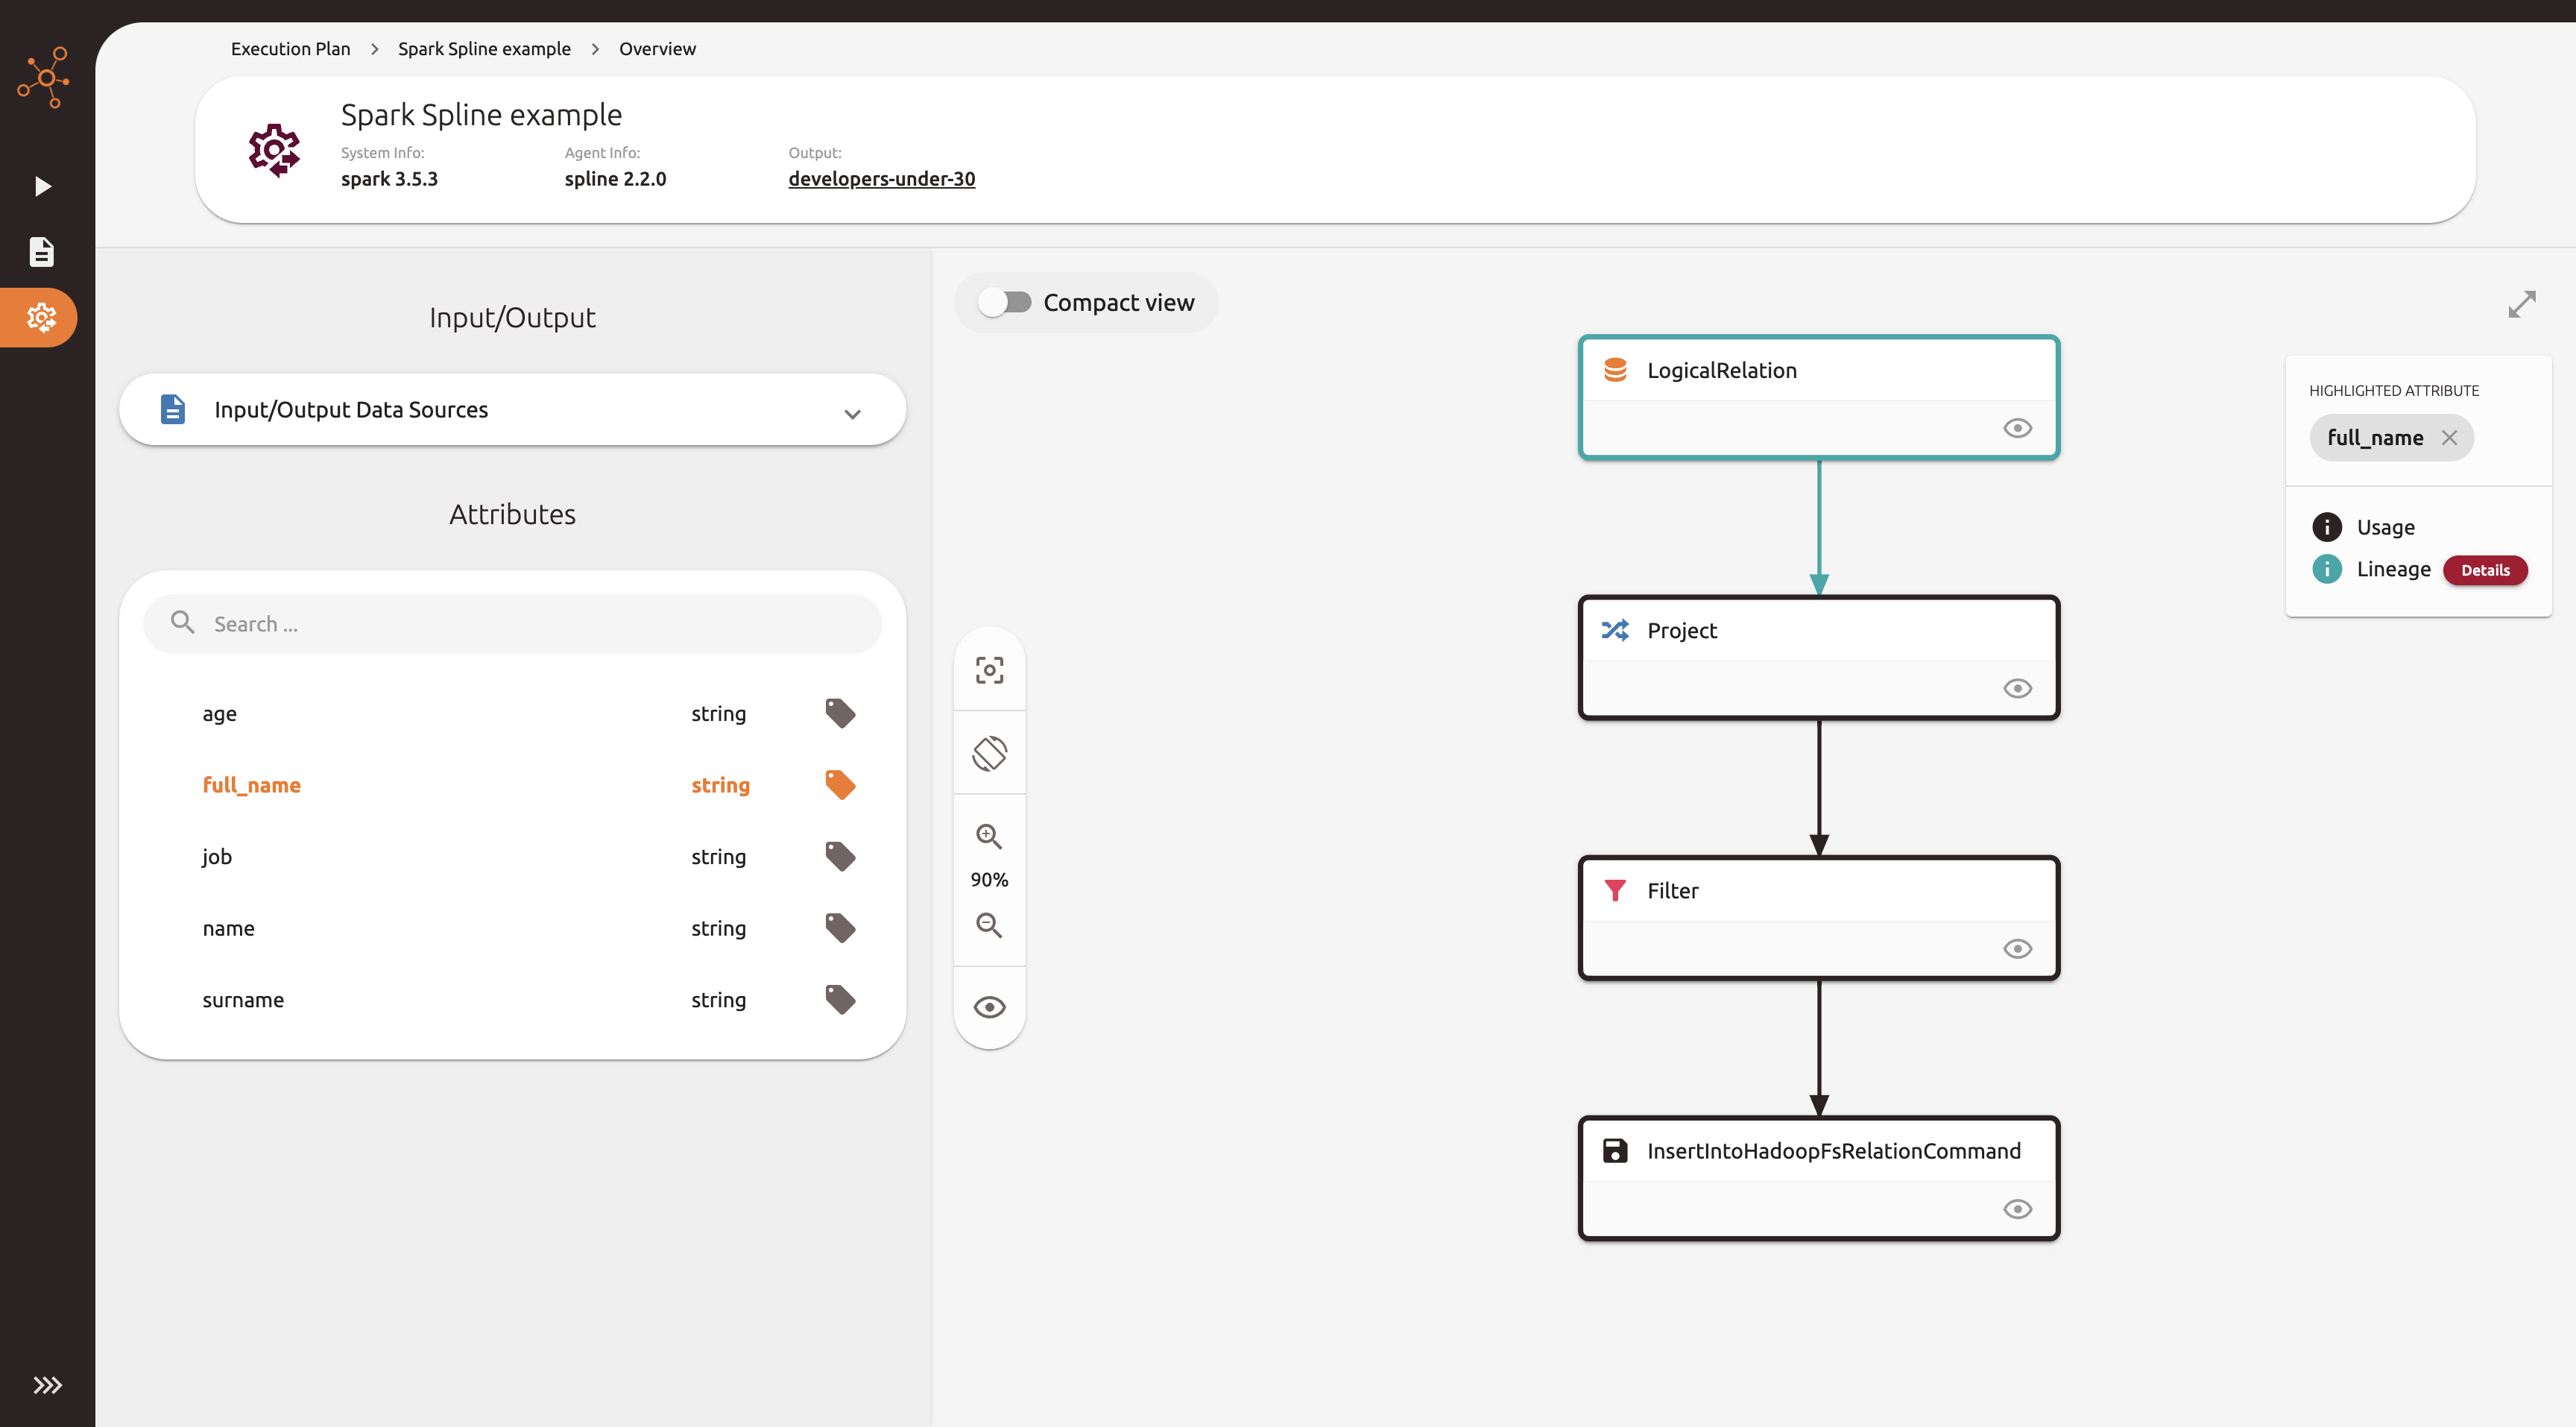 Execution Plan > Spark Spline example > Overview
Spark Spline example
System Info: Agent Info: Output:
spark 3.5.3 spline 2.2.0 developers-under-30
Input/Output
Input/Output Data Sources
Attributes
Search ...
age string
full_name string
job string
name string
surname string
Compact view
90%
LogicalRelation
Project
Filter
InsertIntoHadoopFsRelationCommand
HIGHLIGHTED ATTRIBUTE
full_name
Usage
Lineage Details